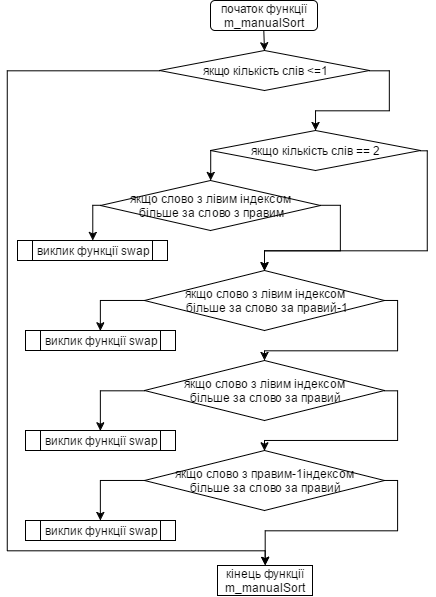 початок функції
m_manualSort
якщо кількість слів <=1
якщо кількість слів == 2
якщо слово з лівим індексом
більше за слово з правим
виклик функції swap
якщо слово з лівим індексом
більше за слово за правий-1
виклик функції swap
якщо слово з лівим індексом
більше за слово за правий
виклик функції swap
якщо слово з правим-1індексом
більше за слово за правий
виклик функції swap
кінець функції
m_manualSort